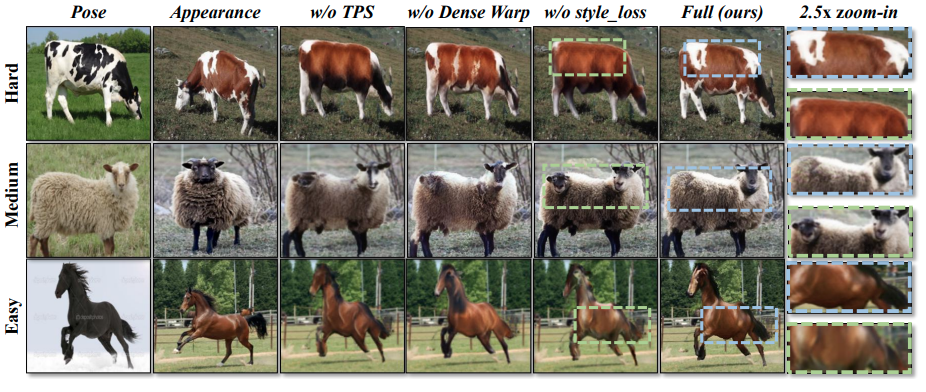 Pose Appearance w/o TPS w/o Dense Warp w/o style_loss Full (ours) 2.5x zoom-in
Hard
Medium
Easy